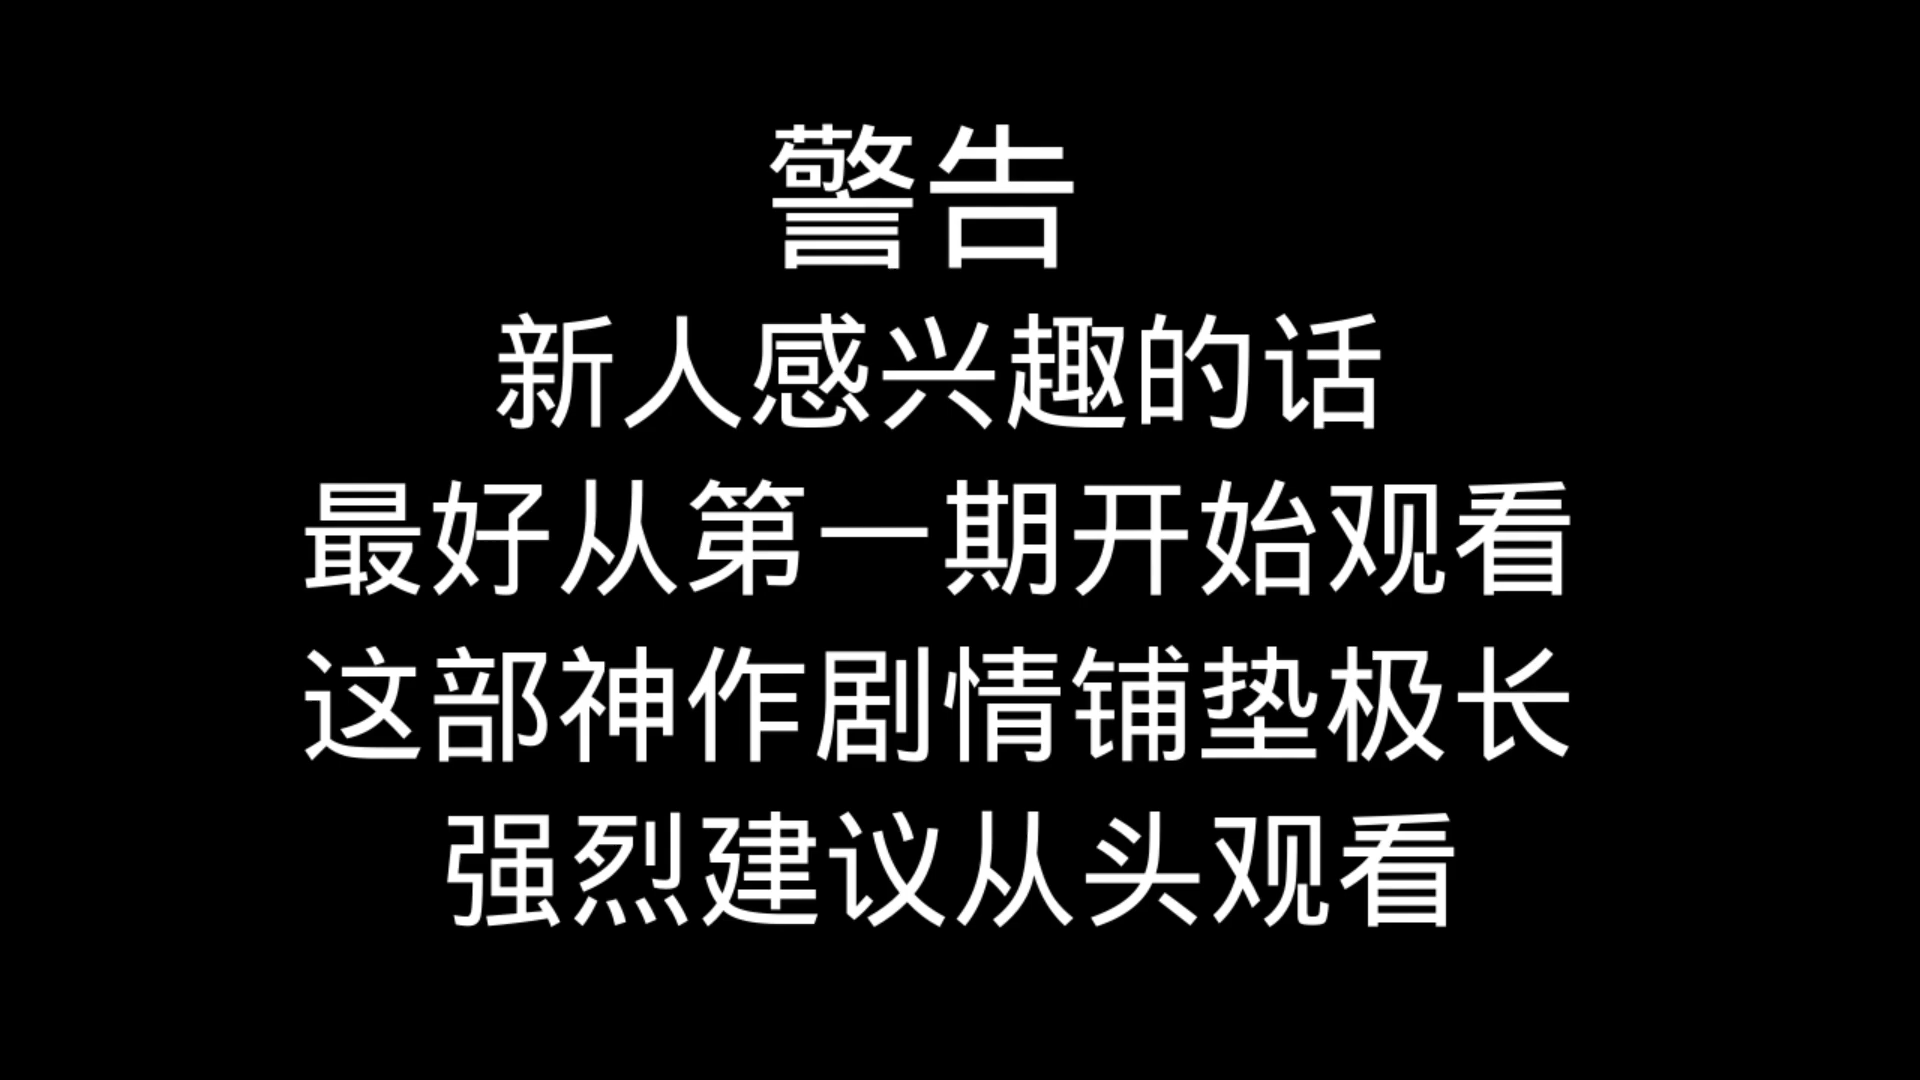 警告
新人感兴趣的话
最好从第一期开始观看
这部神作剧情铺垫极长
强烈建议从头观看